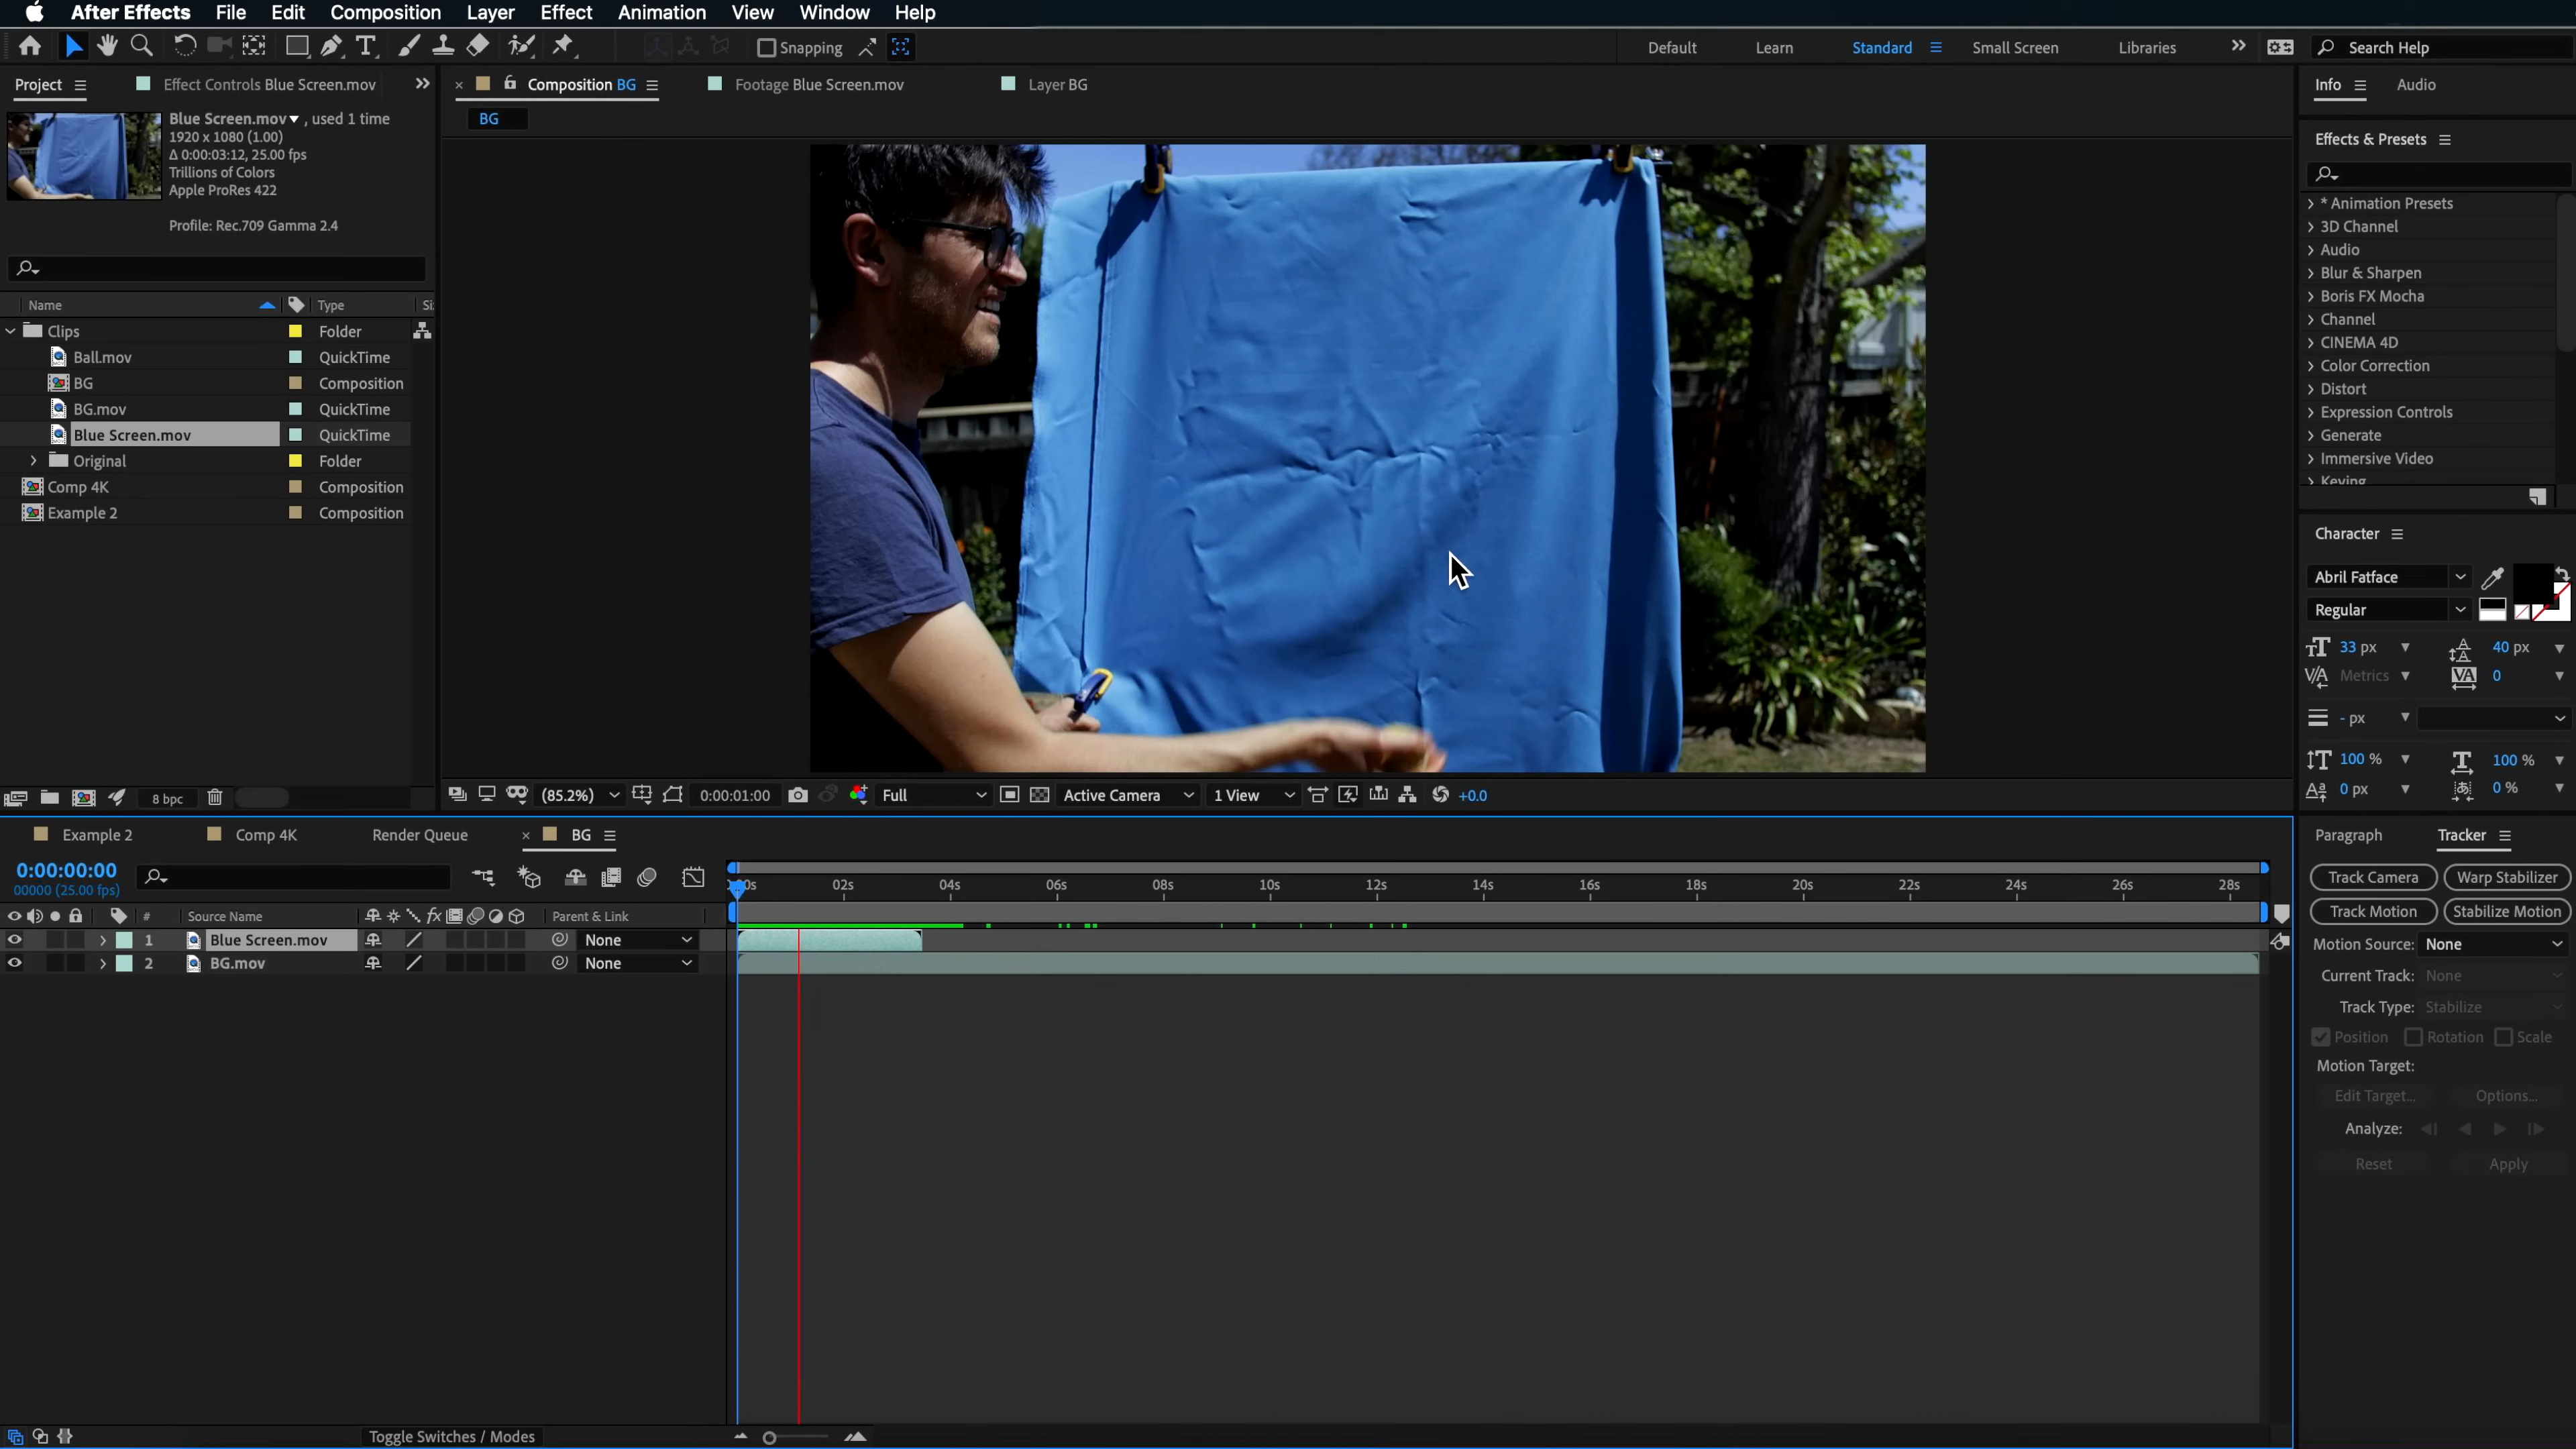 After Effects File Edit Composition Layer Effect Animation View Window Help
Snapping Default Learn Standard Small Screen Libraries Search Help
Project Effect Controls Blue Screen.mov
Composition BG Footage Blue Screen.mov Layer BG
Info Audio
BG
Blue Screen.mov , used 1 time
1920 x 1080 (1.00)
Δ 0:00:03:12, 25.00 fps
Trillions of Colors
Apple ProRes 422
Profile: Rec.709 Gamma 2.4
Name Type Si
Clips Folder
Ball.mov QuickTime
BG Composition
BG.mov QuickTime
Blue Screen.mov QuickTime
Original Folder
Comp 4K Composition
Example 2 Composition
8 bpc
(85.2%) 0:00:01:00 Full Active Camera 1 View +0.0
Effects & Presets
* Animation Presets
3D Channel
Audio
Blur & Sharpen
Boris FX Mocha
Channel
CINEMA 4D
Color Correction
Distort
Expression Controls
Generate
Immersive Video
Keying
Character
Abril Fatface
Regular
33 px 40 px
Metrics 0
- px
100 % 100 %
0 px 0 %
Example 2 Comp 4K Render Queue BG
0:00:00:00
00000 (25.00 fps)
02s 04s 06s 08s 10s 12s 14s 16s 18s 20s 22s 24s 26s 28s
# Source Name Parent & Link
1 Blue Screen.mov None
2 BG.mov None
Toggle Switches / Modes
Paragraph Tracker
Track Camera Warp Stabilizer
Track Motion Stabilize Motion
Motion Source: None
Current Track: None
Track Type: Stabilize
Position Rotation Scale
Motion Target:
Edit Target... Options...
Analyze:
Reset Apply